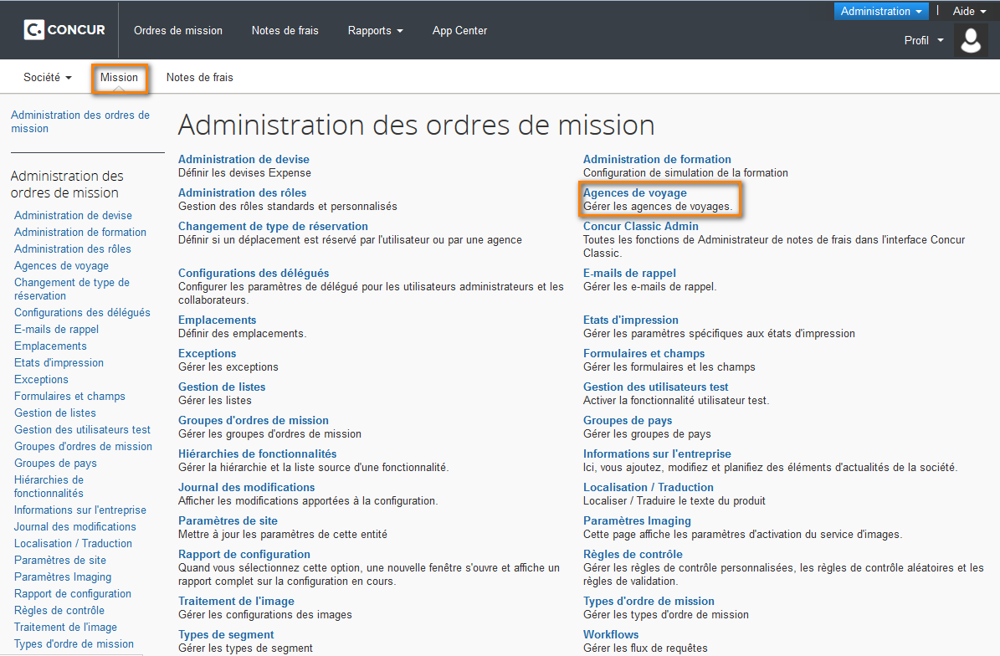 Administration
Aide
C. CONCUR
Ordres de mission
Notes de frais
Rapports
App Center
Profil
Société
Mission
Notes de frais
Administration des ordres de
mission
Administration des
ordres de mission
Administration de devise
Administration de formation
Administration des rôles
Agences de voyage
Changement de type de
réservation
Configurations des délégués
E-mails de rappel
Emplacements
Etats d'impression
Exceptions
Formulaires et champs
Gestion de listes
Gestion des utilisateurs test
Groupes d'ordres de mission
Groupes de pays
Hiérarchies de
fonctionnalités
Informations sur l'entreprise
Journal des modifications
Localisation / Traduction
Paramètres de site
Paramètres Imaging
Rapport de configuration
Règles de contrôle
Traitement de l'image
Types d'ordre de mission
Administration des ordres de mission
Administration de devise
Définir les devises Expense
Administration de formation
Configuration de simulation de la formation
Administration des rôles
Gestion des rôles standards et personnalisés
Agences de voyage
Gérer les agences de voyages.
Changement de type de réservation
Définir si un déplacement est réservé par l'utilisateur ou par une agence
Concur Classic Admin
Toutes les fonctions de Administrateur de notes de frais dans l'interface Concur
Classic.
Configurations des délégués
Configurer les paramètres de délégué pour les utilisateurs administrateurs et les
collaborateurs.
E-mails de rappel
Gérer les e-mails de rappel.
Emplacements
Définir des emplacements.
Etats d'impression
Gérer les paramètres spécifiques aux états d'impression
Exceptions
Gérer les exceptions
Formulaires et champs
Gérer les formulaires et les champs
Gestion de listes
Gérer les listes
Gestion des utilisateurs test
Activer la fonctionnalité utilisateur test.
Groupes d'ordres de mission
Gérer les groupes d'ordres de mission
Groupes de pays
Gérer les groupes de pays
Hiérarchies de fonctionnalités
Gérer la hiérarchie et la liste source d'une fonctionnalité.
Informations sur l'entreprise
Ici, vous ajoutez, modifiez et planifiez des éléments d'actualités de la société.
Journal des modifications
Afficher les modifications apportées à la configuration.
Localisation / Traduction
Localiser / Traduire le texte du produit
Paramètres de site
Mettre à jour les paramètres de cette entité
Paramètres Imaging
Cette page affiche les paramètres d'activation du service d'images.
Rapport de configuration
Quand vous sélectionnez cette option, une nouvelle fenêtre s'ouvre et affiche un
rapport complet sur la configuration en cours.
Règles de contrôle
Gérer les règles de contrôle personnalisées, les règles de contrôle aléatoires et les
règles de validation.
Traitement de l'image
Gérer les configurations des images
Types d'ordre de mission
Gérer les types d'ordre de mission
Types de segment
Gérer les types de segment
Workflows
Gérer les flux de requêtes